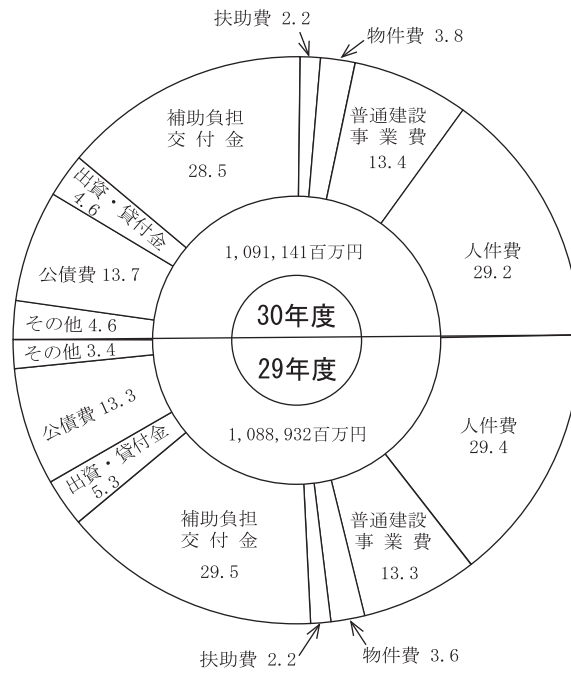 扶助費 2.2
物件費 3.8
補助負担
交付金
28.5
普通建設
事業費
13.4
出資・貸付金
4.6
人件費
29.2
1,091,141百万円
公債費 13.7
30年度
その他 4.6
その他 3.4
29年度
公債費 13.3
1,088,932百万円
人件費
29.4
出資・貸付金
5.3
補助負担
交付金
29.5
普通建設
事業費
13.3
扶助費 2.2
物件費 3.6